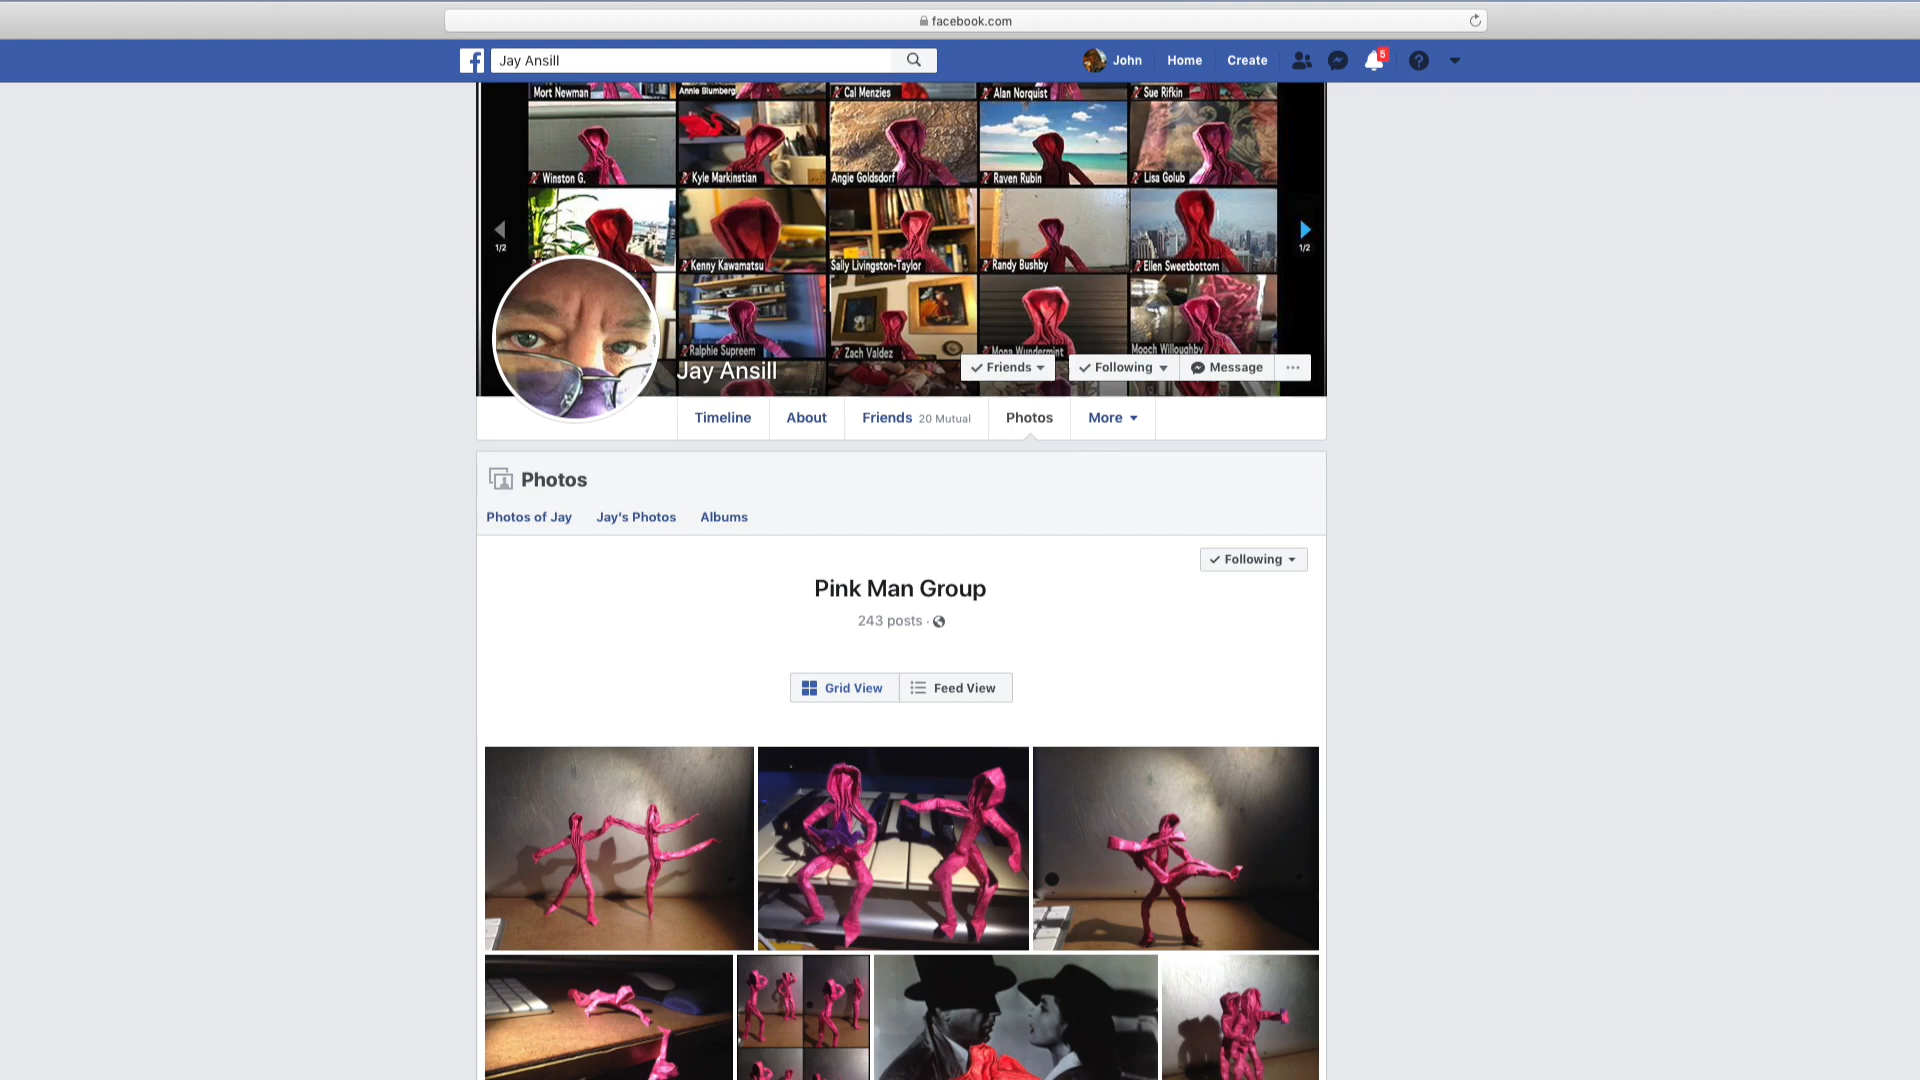 facebook.com
Jay Ansill
John
Home
Create
5
Mort Newman
Annie Blumberg
Cal Menzies
Alan Norquist
Sue Rifkin
Winston G.
Kyle Markinstian
Angie Goldsdorf
Raven Rubin
Lisa Golub
Kenny Kawamatsu
Sally Livingston-Taylor
Randy Bushby
Ellen Sweetbottom
1/2
1/2
Ralphie Supreem
Zach Valdez
Mona Wundermint
Mooch Willoughby
Jay Ansill
Friends
Following
Message
Timeline
About
Friends 20 Mutual
Photos
More
Photos
Photos of Jay
Jay's Photos
Albums
Following
Pink Man Group
243 posts ·
Grid View
Feed View